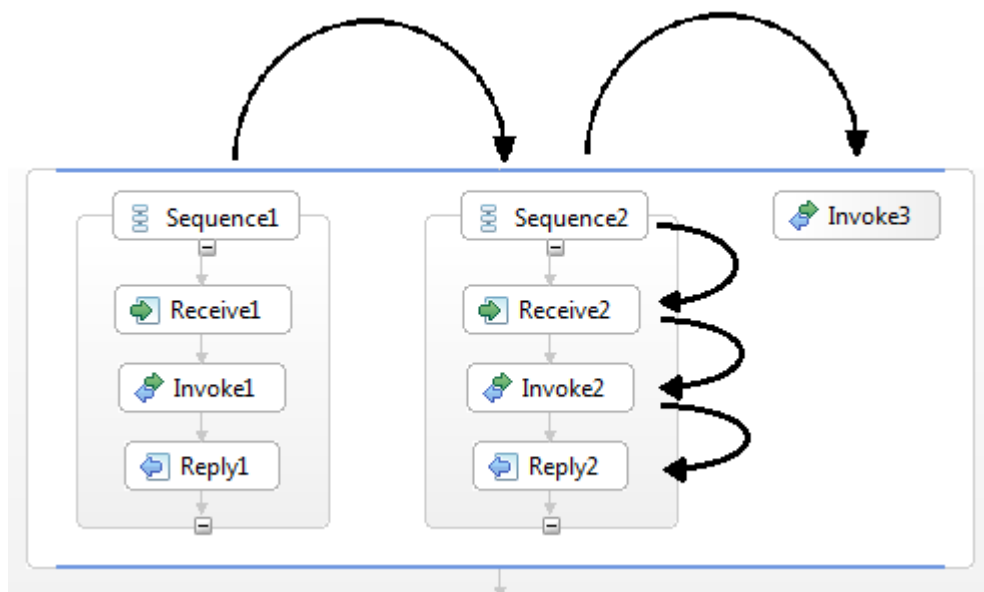 Sequence1
Sequence2
Invoke3
Receive1
Receive2
Invoke1
Invoke2
Reply1
Reply2